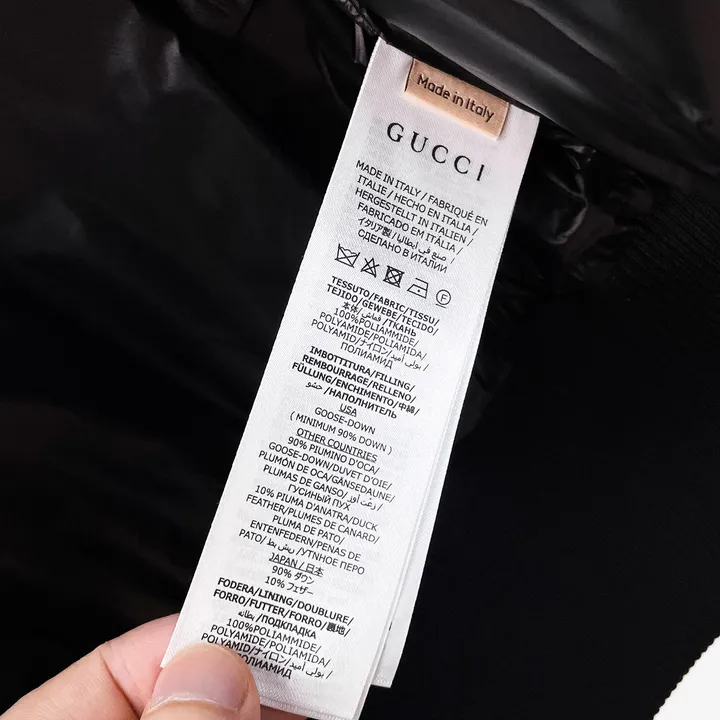 Made in Italy
GUCCI
MADE IN ITALY / FABRIQUÉ EN
ITALIE / HECHO EN ITALIA /
HERGESTELLT IN ITALIEN /
FABRICADO EM ITÁLIA /
イタリア製 / صنع في ايطاليا /
СДЕЛАНО В ИТАЛИИ
F
TESSUTO/FABRIC/TISSU/
TEJIDO/GEWEBE/TECIDO/
本体/قماش/ТКАНЬ
100%POLIAMMIDE/
POLYAMIDE/POLIAMIDA/
POLYAMID/ナイロン/بولي أميد/
ПОЛИАМИД
IMBOTTITURA/FILLING/
REMBOURRAGE/RELLENO/
FÜLLUNG/ENCHIMENTO/中綿/
حشو/НАПОЛНИТЕЛЬ
USA
GOOSE-DOWN
( MINIMUM 90% DOWN )
OTHER COUNTRIES
90% PIUMINO D'OCA/
GOOSE-DOWN/DUVET D'OIE/
PLUMÓN DE OCA/GÄNSEDAUNE/
PLUMAS DE GANSO/زغب أوز/
ГУСИНЫЙ ПУХ
10% PIUMA D'ANATRA/DUCK
FEATHER/PLUMES DE CANARD/
PLUMA DE PATO/
ENTENFEDERN/PENAS DE
PATO/ريش بط/УТИНОЕ ПЕРО
JAPAN / 日本
90% ダウン
10% フェザー
FODERA/LINING/DOUBLURE/
FORRO/FUTTER/FORRO/裏地/
بطانة/ПОДКЛАДКА
100%POLIAMMIDE/
POLYAMIDE/POLIAMIDA/
POLYAMID/ナイロン/بولي أميد/
ПОЛИАМИД